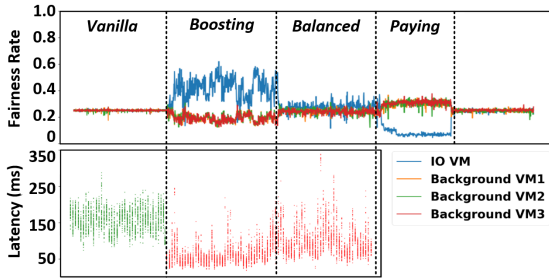 1.0
Vanilla Boosting Balanced Paying
0.8
0.6
0.4
0.2
0
Fairness Rate
350
250
150
50
Latency (ms)
IO VM
Background VM1
Background VM2
Background VM3